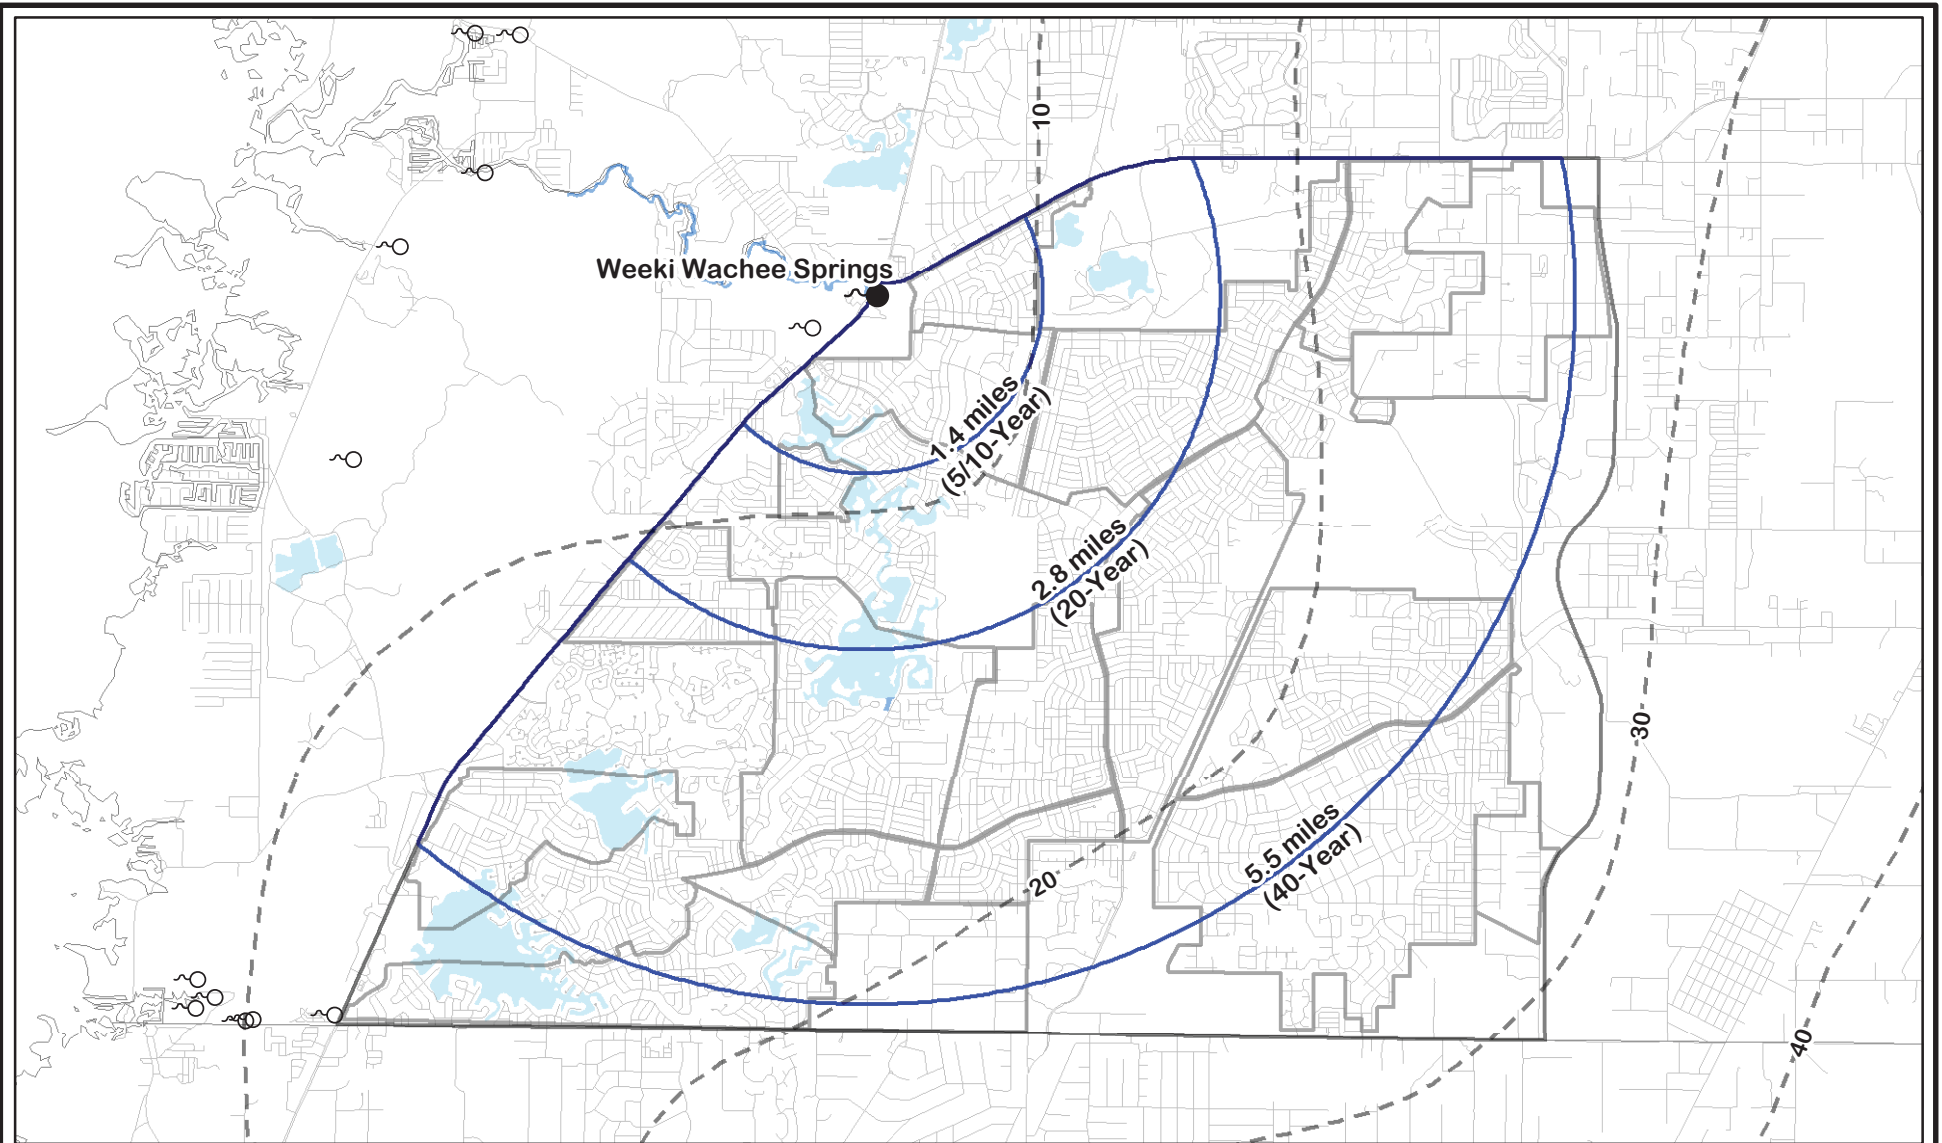 10
Weeki Wachee Springs
1.4 miles
(5/10-Year)
2.8 miles
(20-Year)
30
5.5 miles
(40-Year)
20
40